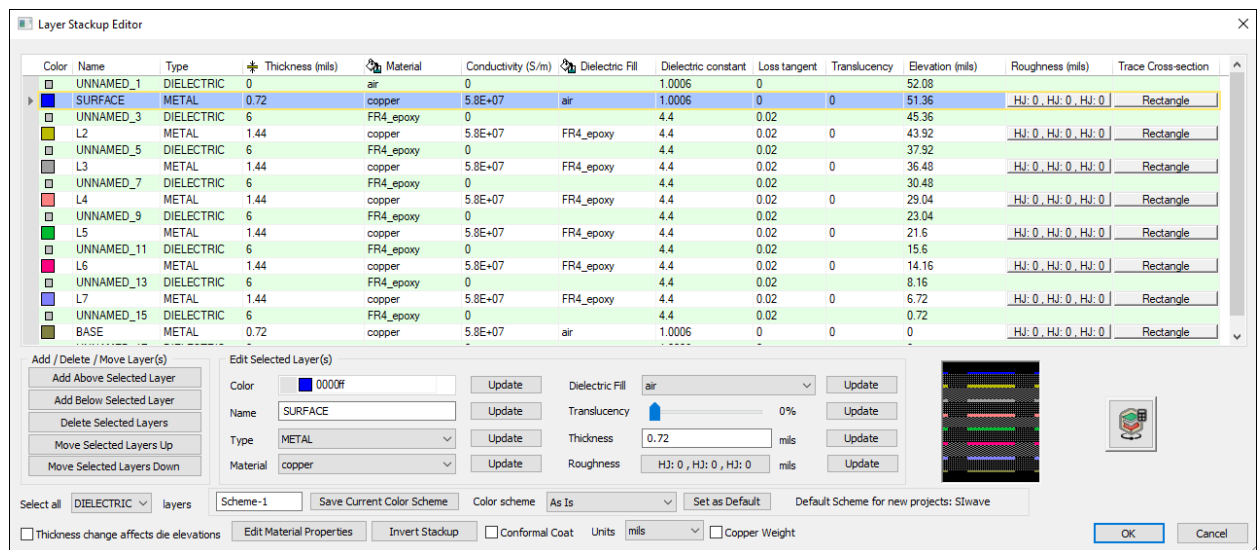 Layer Stackup Editor
Color Name Type Thickness (mils) Material Conductivity (S/m) Dielectric Fill Dielectric constant Loss tangent Translucency Elevation (mils) Roughness (mils) Trace Cross-section
UNNAMED_1 DIELECTRIC 0 air 0 1.0006 0 52.08
SURFACE METAL 0.72 copper 5.8E+07 air 1.0006 0 0 51.36 HJ: 0 , HJ: 0 , HJ: 0 Rectangle
UNNAMED_3 DIELECTRIC 6 FR4_epoxy 0 4.4 0.02 45.36
L2 METAL 1.44 copper 5.8E+07 FR4_epoxy 4.4 0.02 0 43.92 HJ: 0 , HJ: 0 , HJ: 0 Rectangle
UNNAMED_5 DIELECTRIC 6 FR4_epoxy 0 4.4 0.02 37.92
L3 METAL 1.44 copper 5.8E+07 FR4_epoxy 4.4 0.02 0 36.48 HJ: 0 , HJ: 0 , HJ: 0 Rectangle
UNNAMED_7 DIELECTRIC 6 FR4_epoxy 0 4.4 0.02 30.48
L4 METAL 1.44 copper 5.8E+07 FR4_epoxy 4.4 0.02 0 29.04 HJ: 0 , HJ: 0 , HJ: 0 Rectangle
UNNAMED_9 DIELECTRIC 6 FR4_epoxy 0 4.4 0.02 23.04
L5 METAL 1.44 copper 5.8E+07 FR4_epoxy 4.4 0.02 0 21.6 HJ: 0 , HJ: 0 , HJ: 0 Rectangle
UNNAMED_11 DIELECTRIC 6 FR4_epoxy 0 4.4 0.02 15.6
L6 METAL 1.44 copper 5.8E+07 FR4_epoxy 4.4 0.02 0 14.16 HJ: 0 , HJ: 0 , HJ: 0 Rectangle
UNNAMED_13 DIELECTRIC 6 FR4_epoxy 0 4.4 0.02 8.16
L7 METAL 1.44 copper 5.8E+07 FR4_epoxy 4.4 0.02 0 6.72 HJ: 0 , HJ: 0 , HJ: 0 Rectangle
UNNAMED_15 DIELECTRIC 6 FR4_epoxy 0 4.4 0.02 0.72
BASE METAL 0.72 copper 5.8E+07 air 1.0006 0 0 0 HJ: 0 , HJ: 0 , HJ: 0 Rectangle
Add / Delete / Move Layer(s)
Add Above Selected Layer
Add Below Selected Layer
Delete Selected Layers
Move Selected Layers Up
Move Selected Layers Down
Edit Selected Layer(s)
Color 0000ff Update Dielectric Fill air Update
Name SURFACE Update Translucency 0% Update
Type METAL Update Thickness 0.72 mils Update
Material copper Update Roughness HJ: 0 , HJ: 0 , HJ: 0 mils Update
Select all DIELECTRIC layers Scheme-1 Save Current Color Scheme Color scheme As Is Set as Default Default Scheme for new projects: SIwave
Thickness change affects die elevations Edit Material Properties Invert Stackup Conformal Coat Units mils Copper Weight OK Cancel